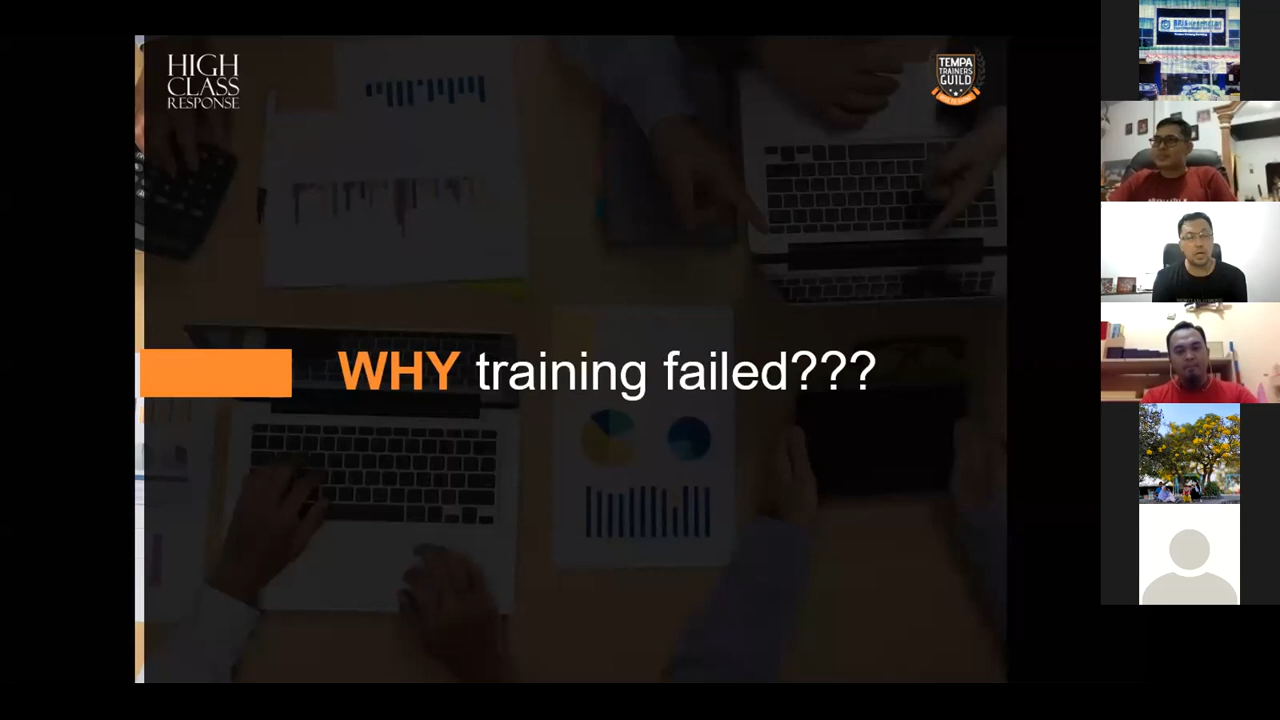 HIGH
CLASS
RESPONSE
TEMPA
TRAINERS
GUILD
WHY training failed???